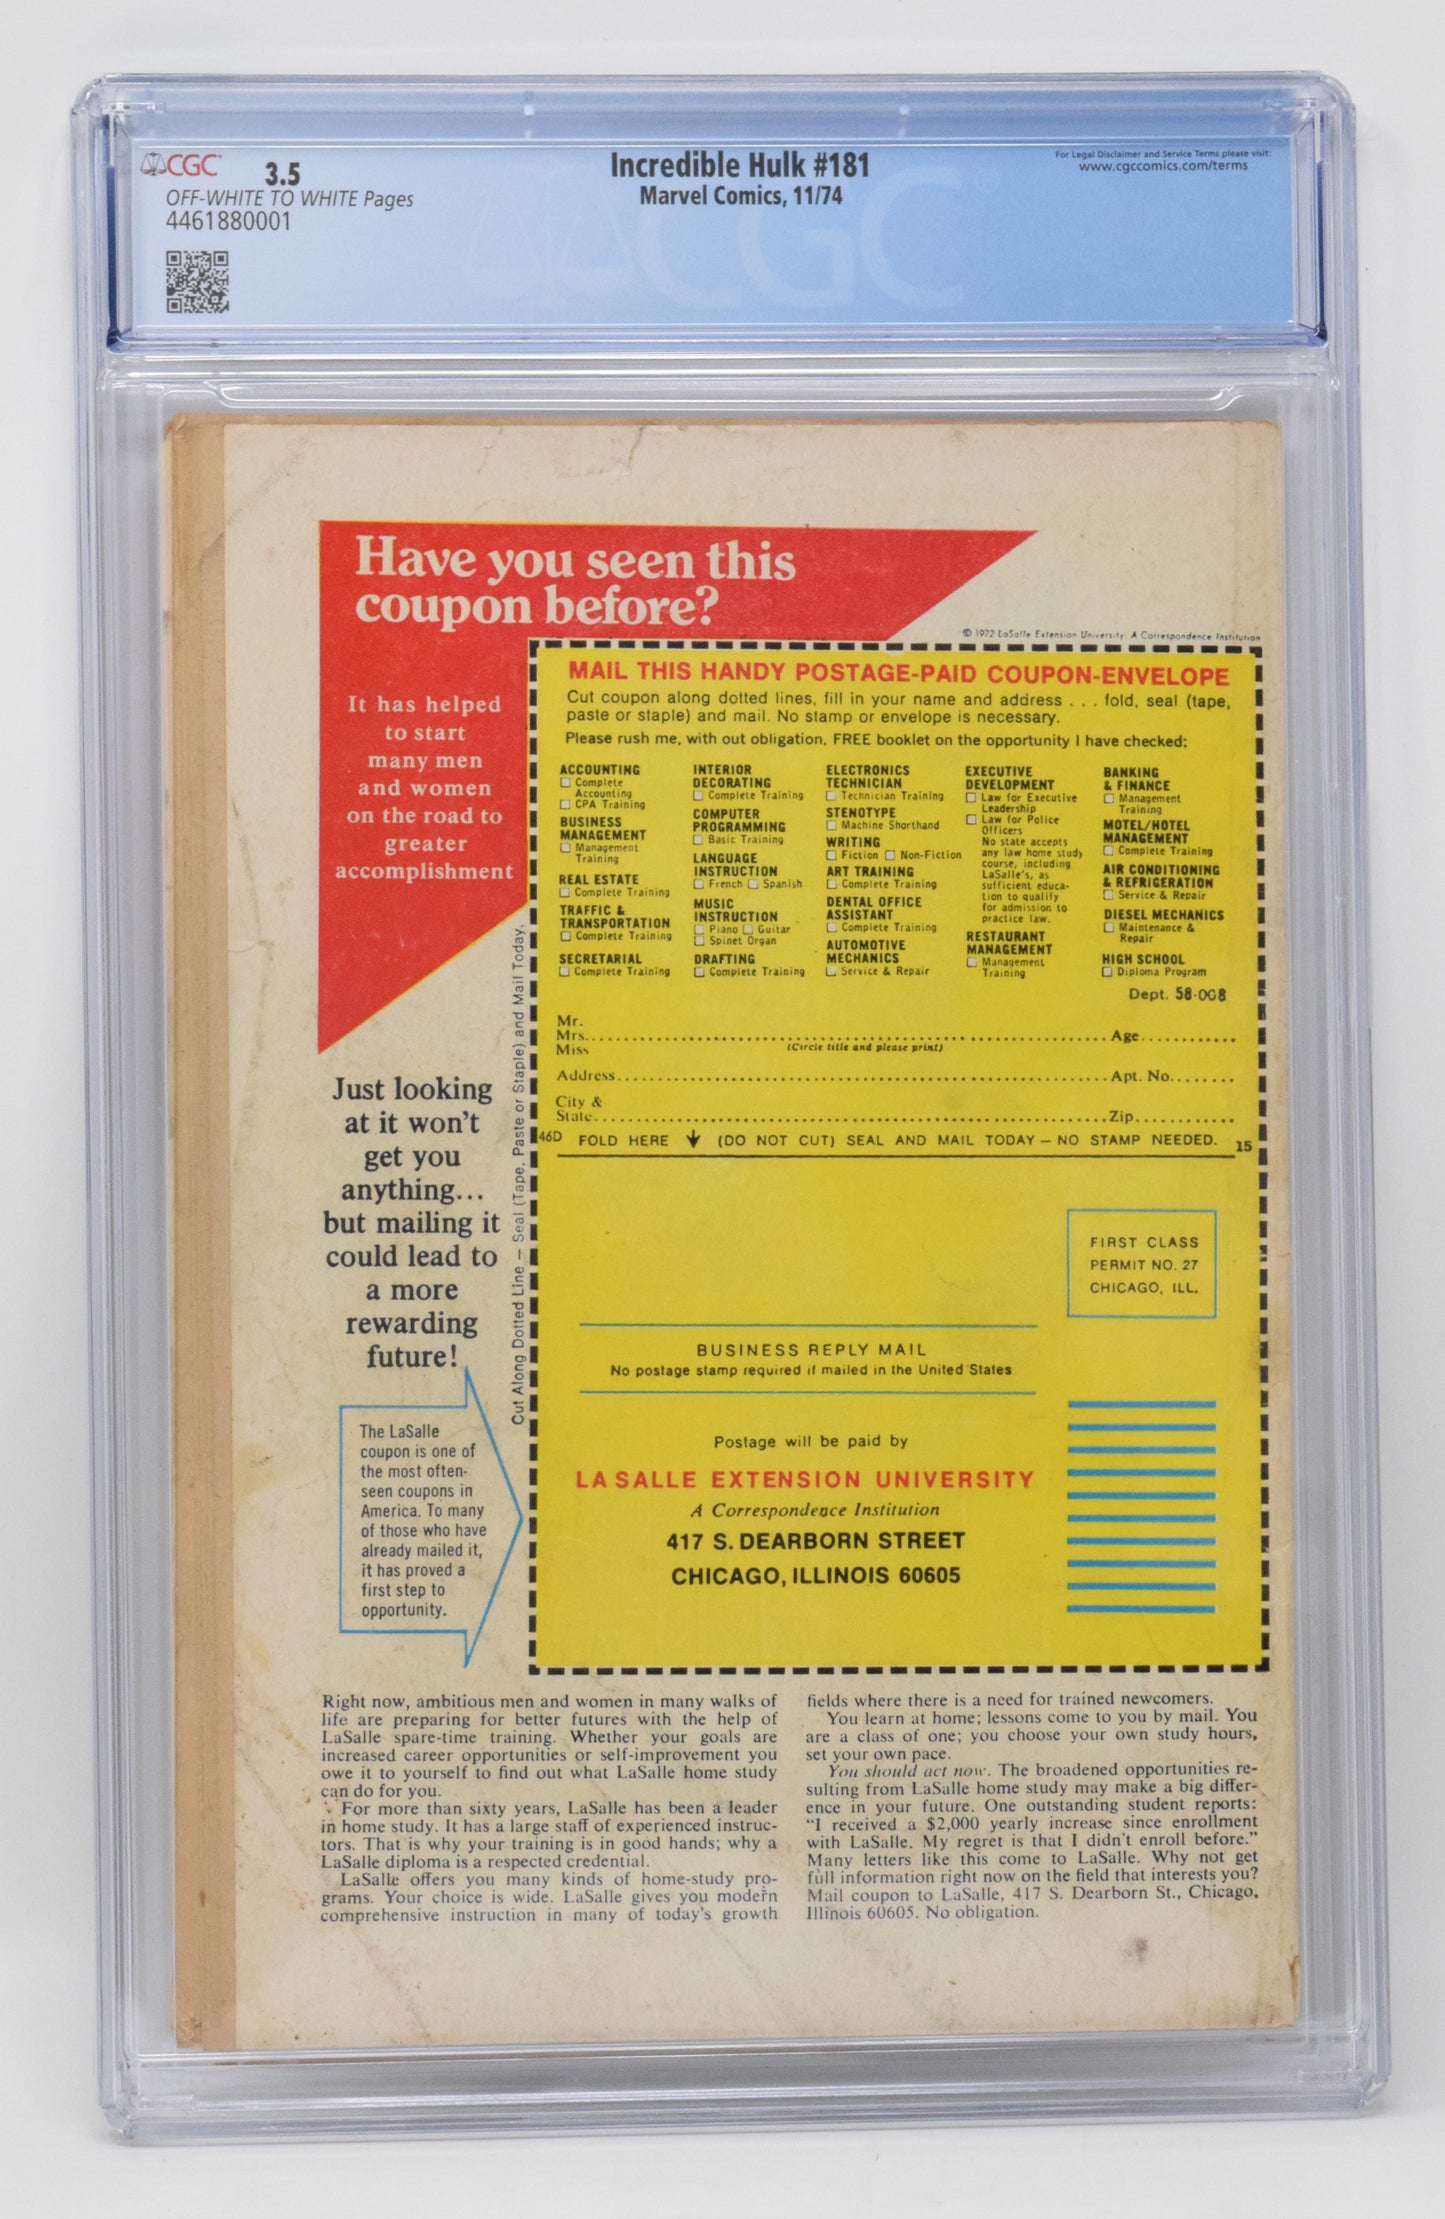 CGC
3.5
OFF-WHITE TO WHITE Pages
4461880001
Incredible Hulk #181
Marvel Comics, 11/74
For Legal Disclaimer and Service Terms please visit:
www.cgccomics.com/terms
CGC
Have you seen this
coupon before?
It has helped
to start
many men
and women
on the road to
greater
accomplishment
© 1972 LaSalle Extension University. A Correspondence Institution
MAIL THIS HANDY POSTAGE-PAID COUPON-ENVELOPE
Cut coupon along dotted lines, fill in your name and address . . . fold, seal (tape,
paste or staple) and mail. No stamp or envelope is necessary.
Please rush me, with out obligation, FREE booklet on the opportunity I have checked:
ACCOUNTING
☐ Complete
Accounting
☐ CPA Training
BUSINESS
MANAGEMENT
☐ Management
Training
REAL ESTATE
☐ Complete Training
TRAFFIC &
TRANSPORTATION
☐ Complete Training
SECRETARIAL
☐ Complete Training
INTERIOR
DECORATING
☐ Complete Training
COMPUTER
PROGRAMMING
☐ Basic Training
LANGUAGE
INSTRUCTION
☐ French ☐ Spanish
MUSIC
INSTRUCTION
☐ Piano ☐ Guitar
☐ Spinet Organ
DRAFTING
☐ Complete Training
ELECTRONICS
TECHNICIAN
☐ Technician Training
STENOTYPE
☐ Machine Shorthand
WRITING
☐ Fiction ☐ Non-Fiction
ART TRAINING
☐ Complete Training
DENTAL OFFICE
ASSISTANT
☐ Complete Training
AUTOMOTIVE
MECHANICS
☐ Service & Repair
EXECUTIVE
DEVELOPMENT
☐ Law for Executive
Leadership
☐ Law for Police
Officers
No state accepts
any law home study
course, including
LaSalle's, as
sufficient educa-
tion to qualify
for admission to
practice law.
RESTAURANT
MANAGEMENT
☐ Management
Training
BANKING
& FINANCE
☐ Management
Training
MOTEL/HOTEL
MANAGEMENT
☐ Complete Training
AIR CONDITIONING
& REFRIGERATION
☐ Service & Repair
DIESEL MECHANICS
☐ Maintenance &
Repair
HIGH SCHOOL
☐ Diploma Program
Dept. 58-008
Mr.
Mrs. Age
Miss (Circle title and please print)
Address Apt. No.
City &
State Zip
46D FOLD HERE ↓ (DO NOT CUT) SEAL AND MAIL TODAY – NO STAMP NEEDED. 15
Cut Along Dotted Line – Seal (Tape, Paste or Staple) and Mail Today.
FIRST CLASS
PERMIT NO. 27
CHICAGO, ILL.
BUSINESS REPLY MAIL
No postage stamp required if mailed in the United States
Postage will be paid by
LA SALLE EXTENSION UNIVERSITY
A Correspondence Institution
417 S. DEARBORN STREET
CHICAGO, ILLINOIS 60605
Just looking
at it won't
get you
anything...
but mailing it
could lead to
a more
rewarding
future!
The LaSalle
coupon is one of
the most often-
seen coupons in
America. To many
of those who have
already mailed it,
it has proved a
first step to
opportunity.
Right now, ambitious men and women in many walks of
life are preparing for better futures with the help of
LaSalle spare-time training. Whether your goals are
increased career opportunities or self-improvement you
owe it to yourself to find out what LaSalle home study
can do for you.
For more than sixty years, LaSalle has been a leader
in home study. It has a large staff of experienced instruc-
tors. That is why your training is in good hands; why a
LaSalle diploma is a respected credential.
LaSalle offers you many kinds of home-study pro-
grams. Your choice is wide. LaSalle gives you modern
comprehensive instruction in many of today's growth
fields where there is a need for trained newcomers.
You learn at home; lessons come to you by mail. You
are a class of one; you choose your own study hours,
set your own pace.
You should act now. The broadened opportunities re-
sulting from LaSalle home study may make a big differ-
ence in your future. One outstanding student reports:
"I received a $2,000 yearly increase since enrollment
with LaSalle. My regret is that I didn't enroll before."
Many letters like this come to LaSalle. Why not get
full information right now on the field that interests you?
Mail coupon to LaSalle, 417 S. Dearborn St., Chicago,
Illinois 60605. No obligation.